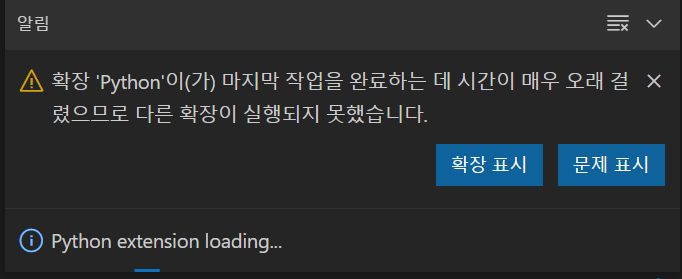 알림
확장 'Python'이(가) 마지막 작업을 완료하는 데 시간이 매우 오래 걸
렸으므로 다른 확장이 실행되지 못했습니다.
확장 표시 문제 표시
Python extension loading...